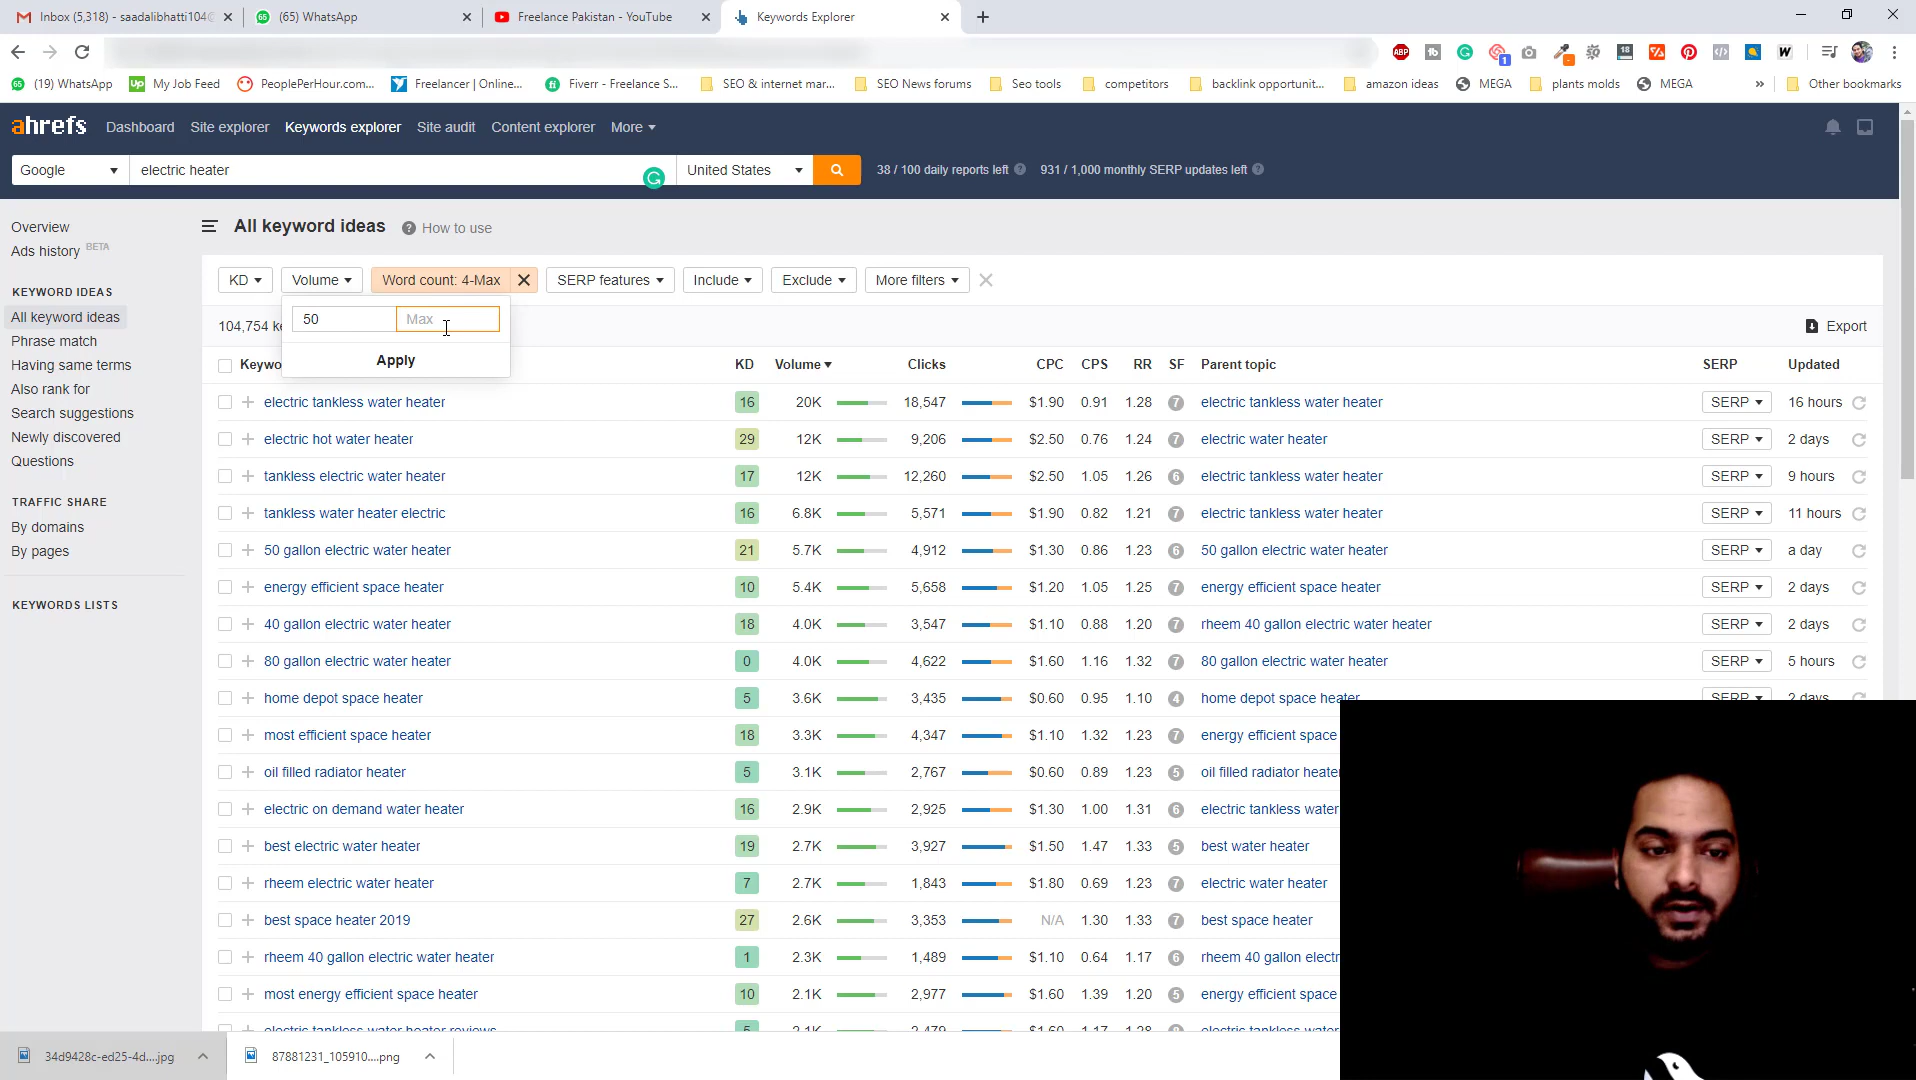 Inbox (5,318) - saadalibhatti104@
(65) WhatsApp
Freelance Pakistan - YouTube
Keywords Explorer
(19) WhatsApp
My Job Feed
PeoplePerHour.com...
Freelancer | Online...
Fiverr - Freelance S...
SEO & internet mar...
SEO News forums
Seo tools
competitors
backlink opportunit...
amazon ideas
MEGA
plants molds
MEGA
Other bookmarks
ahrefs
Dashboard
Site explorer
Keywords explorer
Site audit
Content explorer
More
Google
electric heater
United States
38 / 100 daily reports left
931 / 1,000 monthly SERP updates left
Overview
Ads history BETA
KEYWORD IDEAS
All keyword ideas
Phrase match
Having same terms
Also rank for
Search suggestions
Newly discovered
Questions
TRAFFIC SHARE
By domains
By pages
KEYWORDS LISTS
All keyword ideas
How to use
KD
Volume
Word count: 4-Max
SERP features
Include
Exclude
More filters
50
Max
Apply
104,754
Export
KD Volume Clicks CPC CPS RR SF Parent topic SERP Updated
electric tankless water heater 16 20K 18,547 $1.90 0.91 1.28 7 electric tankless water heater SERP 16 hours
electric hot water heater 29 12K 9,206 $2.50 0.76 1.24 7 electric water heater SERP 2 days
tankless electric water heater 17 12K 12,260 $2.50 1.05 1.26 6 electric tankless water heater SERP 9 hours
tankless water heater electric 16 6.8K 5,571 $1.90 0.82 1.21 7 electric tankless water heater SERP 11 hours
50 gallon electric water heater 21 5.7K 4,912 $1.30 0.86 1.23 6 50 gallon electric water heater SERP a day
energy efficient space heater 10 5.4K 5,658 $1.20 1.05 1.23 7 energy efficient space heater SERP 2 days
40 gallon electric water heater 18 4.0K 3,547 $1.10 0.88 1.20 7 rheem 40 gallon electric water heater SERP 2 days
80 gallon electric water heater 0 4.0K 4,622 $1.60 1.16 1.32 7 80 gallon electric water heater SERP 5 hours
home depot space heater 5 3.6K 3,435 $0.60 0.95 1.10 4 home depot space heater SERP 2 days
most efficient space heater 18 3.3K 4,347 $1.10 1.32 1.23 7 energy efficient space
oil filled radiator heater 5 3.1K 2,767 $0.60 0.89 1.23 5 oil filled radiator heater
electric on demand water heater 16 2.9K 2,925 $1.30 1.00 1.31 6 electric tankless water
best electric water heater 19 2.7K 3,927 $1.50 1.47 1.33 5 best water heater
rheem electric water heater 7 2.7K 1,843 $1.80 0.69 1.23 7 electric water heater
best space heater 2019 27 2.6K 3,353 N/A 1.30 1.33 7 best space heater
rheem 40 gallon electric water heater 1 2.3K 1,489 $1.10 0.64 1.17 6 rheem 40 gallon electr
most energy efficient space heater 10 2.1K 2,977 $1.60 1.39 1.20 5 energy efficient space
electric tankless water heater reviews 5 2.1K 2,479 $1.60 1.17 1.28 electric tankless water
34d9428c-ed25-4d....jpg
87881231_105910....png